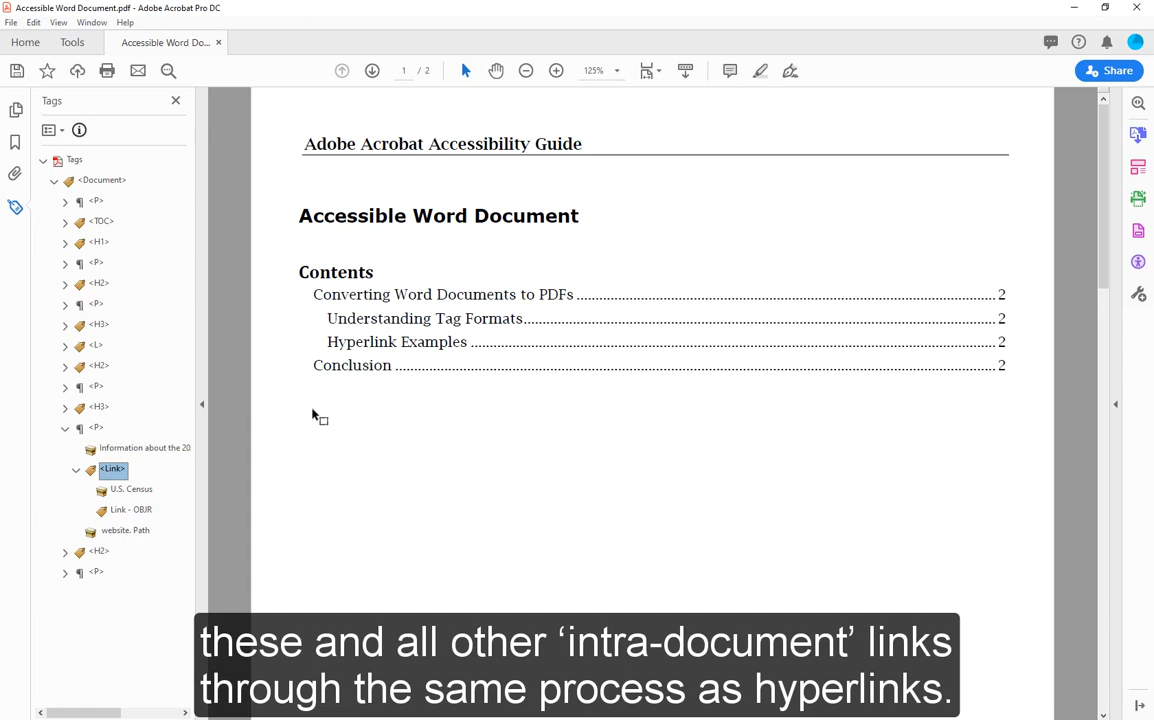 Accessible Word Document.pdf - Adobe Acrobat Pro DC
File Edit View Window Help
Home Tools Accessible Word Do... ×
1 / 2 125% Share
Tags
Tags
<Document>
<P>
<TOC>
<H1>
<P>
<H2>
<P>
<H3>
<L>
<H2>
<P>
<H3>
<P>
Information about the 20
<Link>
U.S. Census
Link - OBJR
website. Path
<H2>
<P>
Adobe Acrobat Accessibility Guide
Accessible Word Document
Contents
Converting Word Documents to PDFs 2
Understanding Tag Formats 2
Hyperlink Examples 2
Conclusion 2
these and all other ‘intra-document’ links
through the same process as hyperlinks.